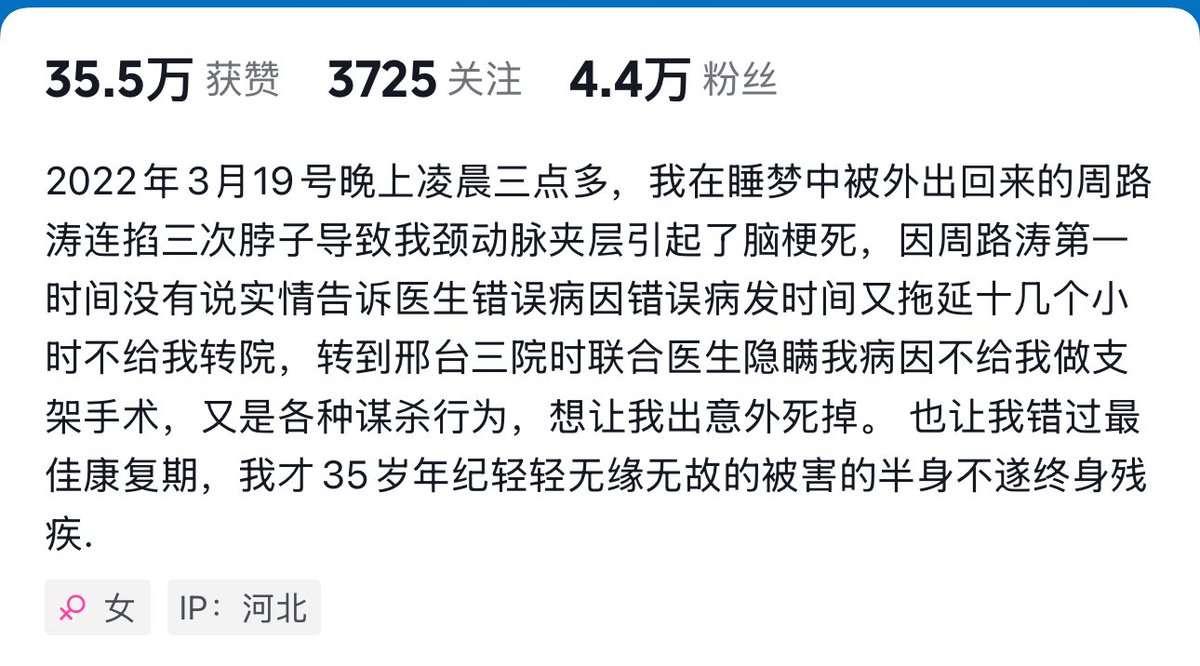 35.5万 获赞 3725 关注 4.4万 粉丝
2022年3月19号晚上凌晨三点多，我在睡梦中被外出回来的周路
涛连掐三次脖子导致我颈动脉夹层引起了脑梗死，因周路涛第一
时间没有说实情告诉医生错误病因错误病发时间又拖延十几个小
时不给我转院，转到邢台三院时联合医生隐瞒我病因不给我做支
架手术，又是各种谋杀行为，想让我出意外死掉。 也让我错过最
佳康复期，我才35岁年纪轻轻无缘无故的被害的半身不遂终身残
疾.
女 IP：河北